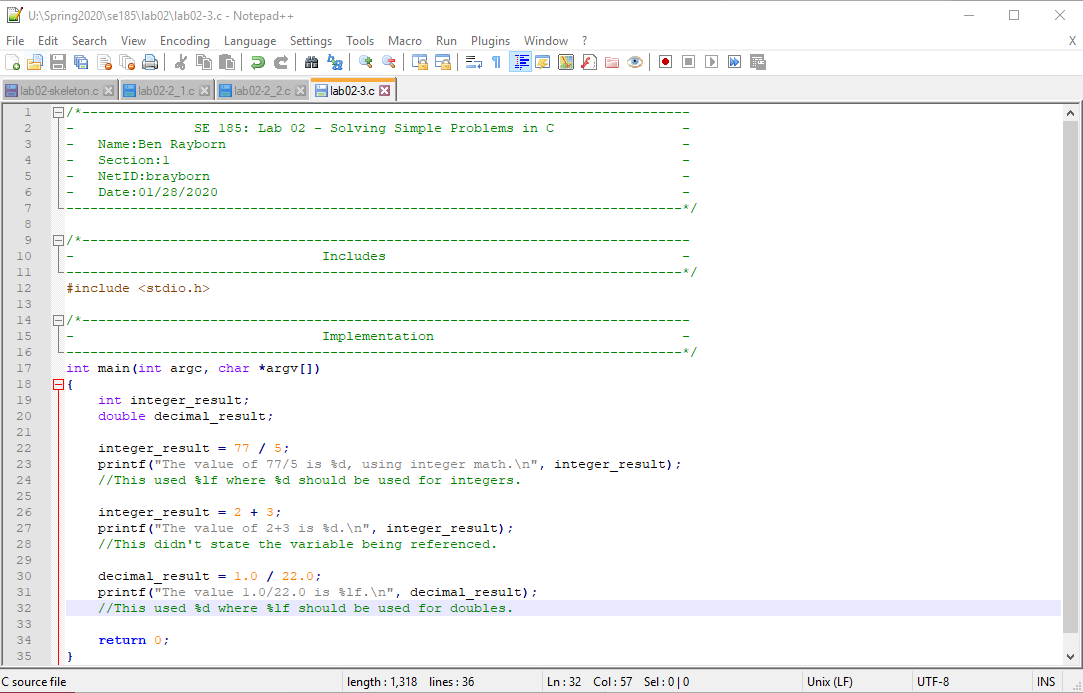 U:\Spring2020\se185\lab02\lab02-3.c - Notepad++
File Edit Search View Encoding Language Settings Tools Macro Run Plugins Window ? X
lab02-skeleton.c lab02-2_1.c lab02-2_2.c lab02-3.c
1 /*----------------------------------------------------------------------------
2 - SE 185: Lab 02 - Solving Simple Problems in C -
3 - Name:Ben Rayborn -
4 - Section:1 -
5 - NetID:brayborn -
6 - Date:01/28/2020 -
7 -----------------------------------------------------------------------------*/
8
9 /*----------------------------------------------------------------------------
10 - Includes -
11 -----------------------------------------------------------------------------*/
12 #include <stdio.h>
13
14 /*----------------------------------------------------------------------------
15 - Implementation -
16 -----------------------------------------------------------------------------*/
17 int main(int argc, char *argv[])
18 {
19 int integer_result;
20 double decimal_result;
21
22 integer_result = 77 / 5;
23 printf("The value of 77/5 is %d, using integer math.\n", integer_result);
24 //This used %lf where %d should be used for integers.
25
26 integer_result = 2 + 3;
27 printf("The value of 2+3 is %d.\n", integer_result);
28 //This didn't state the variable being referenced.
29
30 decimal_result = 1.0 / 22.0;
31 printf("The value 1.0/22.0 is %lf.\n", decimal_result);
32 //This used %d where %lf should be used for doubles.
33
34 return 0;
35 }
C source file length : 1,318 lines : 36 Ln : 32 Col : 57 Sel : 0 | 0 Unix (LF) UTF-8 INS